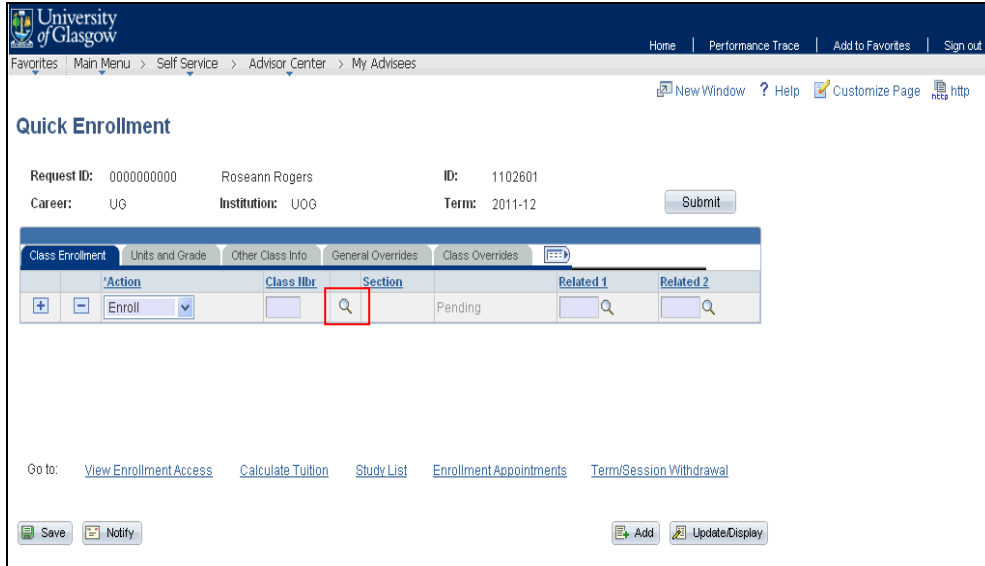 University
of Glasgow
Home | Performance Trace | Add to Favorites | Sign out
Favorites Main Menu > Self Service > Advisor Center > My Advisees
New Window ? Help Customize Page http
Quick Enrollment
Request ID: 0000000000 Roseann Rogers ID: 1102601
Career: UG Institution: UOG Term: 2011-12 Submit
Class Enrollment Units and Grade Other Class Info General Overrides Class Overrides
*Action Class Nbr Section Related 1 Related 2
Enroll Pending
Go to: View Enrollment Access Calculate Tuition Study List Enrollment Appointments Term/Session Withdrawal
Save Notify Add Update/Display